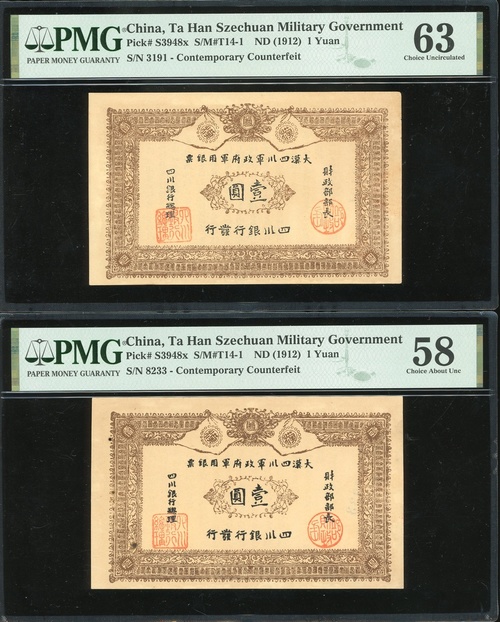 PMG
PAPER MONEY GUARANTY
China, Ta Han Szechuan Military Government
Pick# S3948x S/M#T14-1 ND (1912) 1 Yuan
S/N 3191 - Contemporary Counterfeit
63
Choice Uncirculated
票銀用軍府政軍川四漢大
圓壹
財政部部長
四川銀行總理
行發行銀川四
PMG
PAPER MONEY GUARANTY
China, Ta Han Szechuan Military Government
Pick# S3948x S/M#T14-1 ND (1912) 1 Yuan
S/N 8233 - Contemporary Counterfeit
58
Choice About Unc
票銀用軍府政軍川四漢大
圓壹
財政部部長
四川銀行總理
行發行銀川四